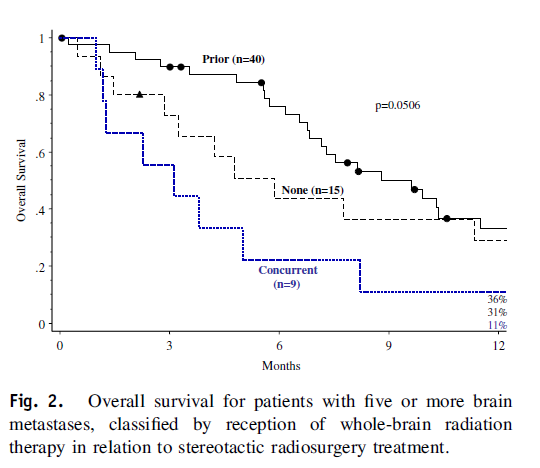 1
Prior (n=40)
.8
p=0.0506
.6
Overall Survival
None (n=15)
.4
.2
Concurrent
(n=9)
36%
31%
11%
0
0 3 6 9 12
Months
Fig. 2. Overall survival for patients with five or more brain
metastases, classified by reception of whole-brain radiation
therapy in relation to stereotactic radiosurgery treatment.